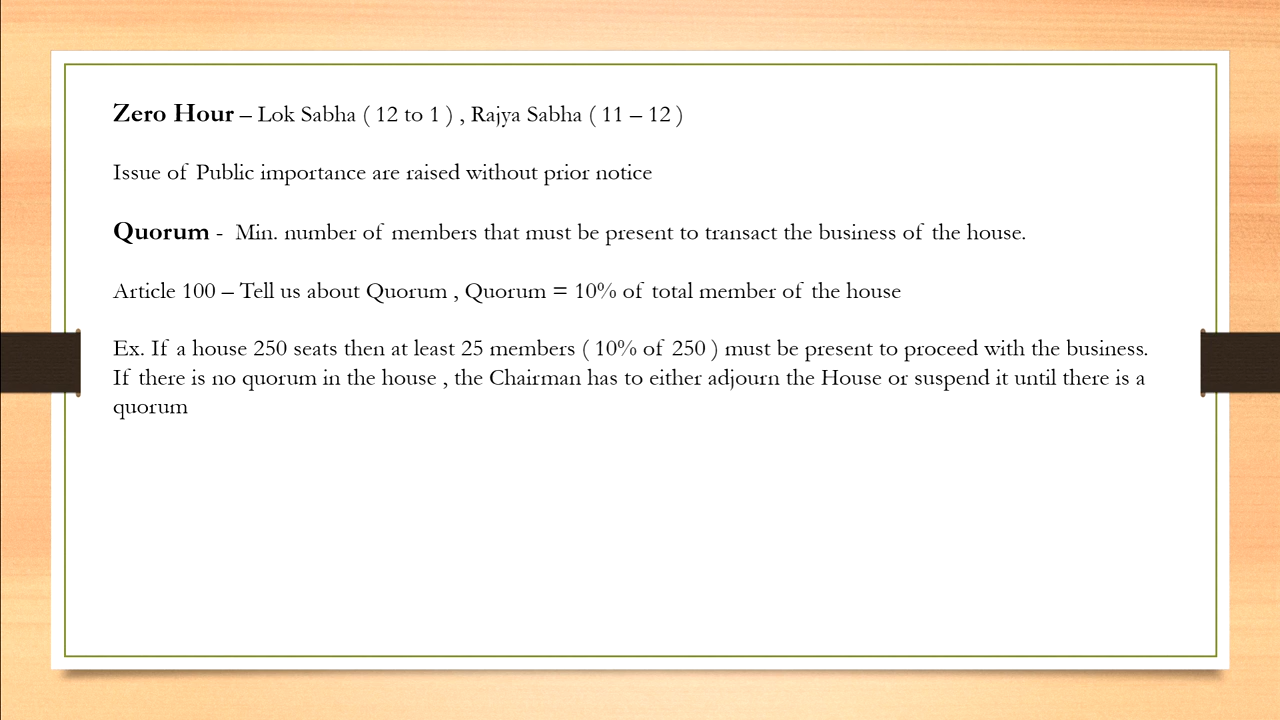 Zero Hour – Lok Sabha ( 12 to 1 ) , Rajya Sabha ( 11 – 12 )
Issue of Public importance are raised without prior notice
Quorum - Min. number of members that must be present to transact the business of the house.
Article 100 – Tell us about Quorum , Quorum = 10% of total member of the house
Ex. If a house 250 seats then at least 25 members ( 10% of 250 ) must be present to proceed with the business.
If there is no quorum in the house , the Chairman has to either adjourn the House or suspend it until there is a
quorum